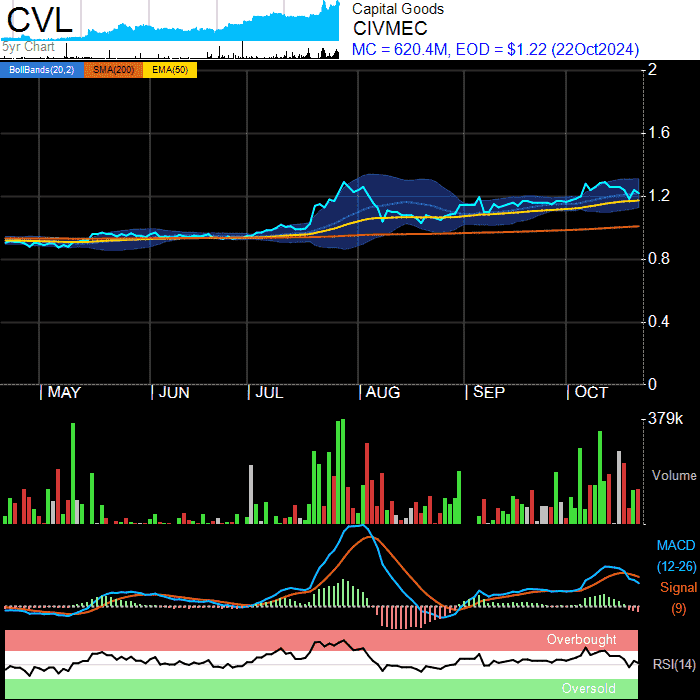 CVL
5yr Chart
Capital Goods
CIVMEC
MC = 620.4M, EOD = $1.22 (22Oct2024)
BollBands(20,2) SMA(200) EMA(50)
2
1.6
1.2
0.8
0.4
0
MAY JUN JUL AUG SEP OCT
379k
Volume
MACD
(12-26)
Signal
(9)
Overbought
RSI(14)
Oversold